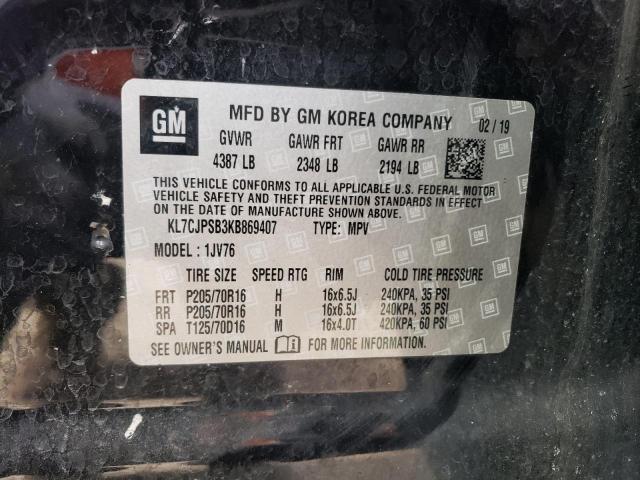 GM
MFD BY GM KOREA COMPANY 02/19
GVWR GAWR FRT GAWR RR
4387 LB 2348 LB 2194 LB
THIS VEHICLE CONFORMS TO ALL APPLICABLE U.S. FEDERAL MOTOR
VEHICLE SAFETY AND THEFT PREVENTION STANDARDS IN EFFECT
ON THE DATE OF MANUFACTURE SHOWN ABOVE.
KL7CJPSB3KB869407 TYPE: MPV
MODEL : 1JV76
TIRE SIZE SPEED RTG RIM COLD TIRE PRESSURE
FRT P205/70R16 H 16x6.5J 240KPA, 35 PSI
RR P205/70R16 H 16x6.5J 240KPA, 35 PSI
SPA T125/70D16 M 16x4.0T 420KPA, 60 PSI
SEE OWNER'S MANUAL FOR MORE INFORMATION.